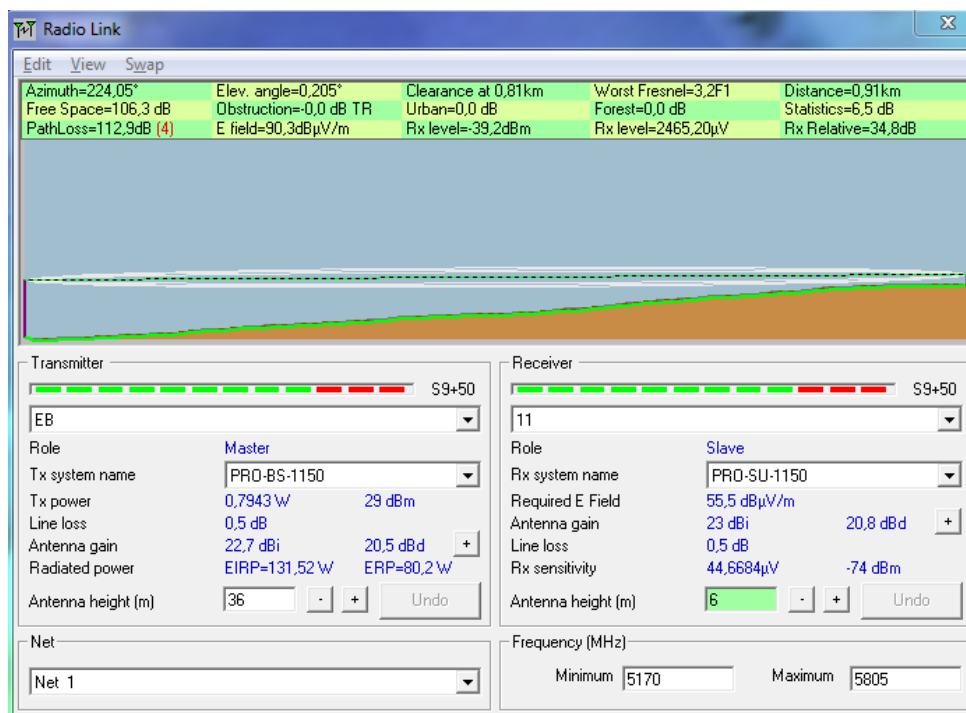 Radio Link
Edit View Swap
Azimuth=224,05° Elev. angle=0,205° Clearance at 0,81km Worst Fresnel=3,2F1 Distance=0,91km
Free Space=106,3 dB Obstruction=-0,0 dB TR Urban=0,0 dB Forest=0,0 dB Statistics=6,5 dB
PathLoss=112,9dB (4) E field=90,3dBµV/m Rx level=-39,2dBm Rx level=2465,20µV Rx Relative=34,8dB
Transmitter
S9+50
EB
Role Master
Tx system name PRO-BS-1150
Tx power 0,7943 W 29 dBm
Line loss 0,5 dB
Antenna gain 22,7 dBi 20,5 dBd +
Radiated power EIRP=131,52 W ERP=80,2 W
Antenna height (m) 36 - + Undo
Net
Net 1
Receiver
S9+50
11
Role Slave
Rx system name PRO-SU-1150
Required E Field 55,5 dBµV/m
Antenna gain 23 dBi 20,8 dBd +
Line loss 0,5 dB
Rx sensitivity 44,6684µV -74 dBm
Antenna height (m) 6 - + Undo
Frequency (MHz)
Minimum 5170 Maximum 5805